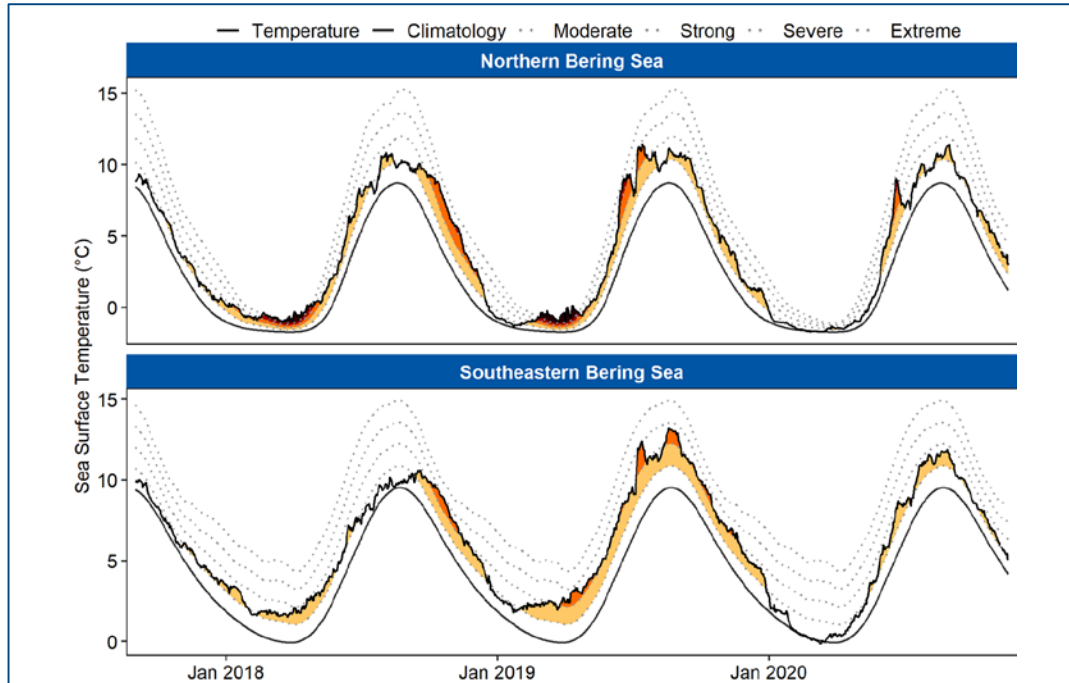 Temperature Climatology Moderate Strong Severe Extreme
Northern Bering Sea
15
10
5
0
Sea Surface Temperature (°C)
Southeastern Bering Sea
15
10
5
0
Jan 2018 Jan 2019 Jan 2020